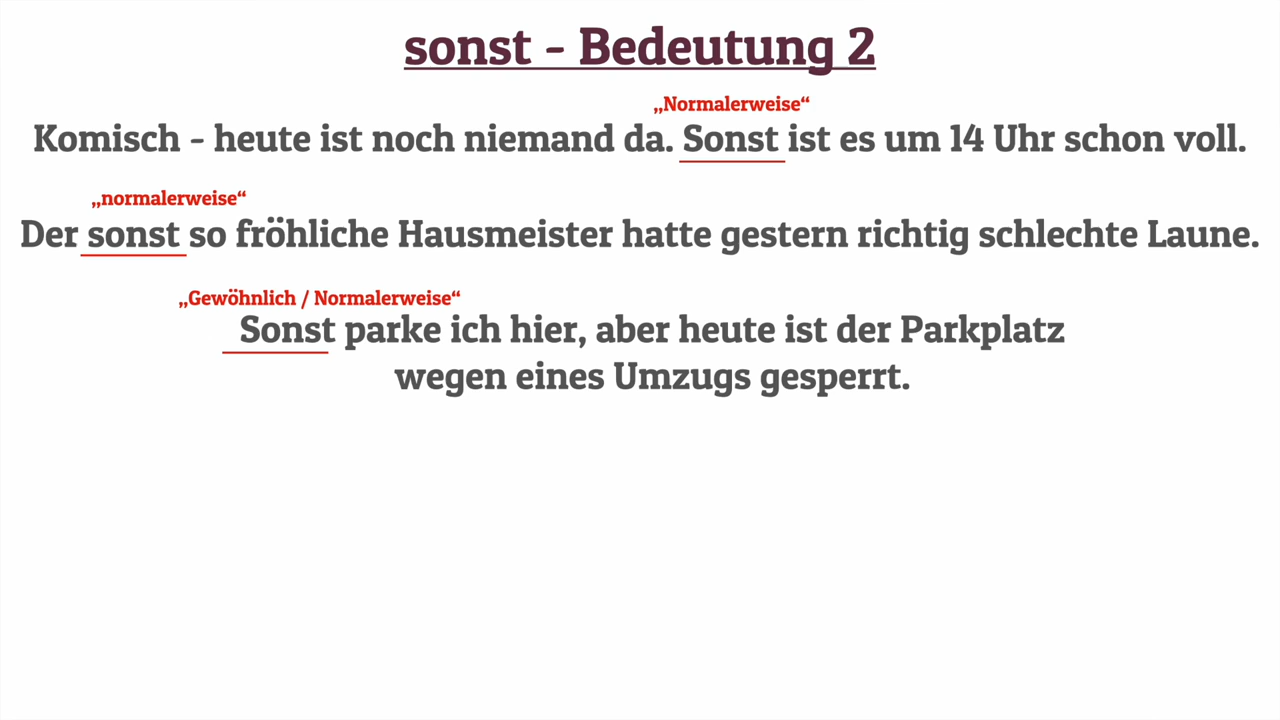 sonst - Bedeutung 2
„Normalerweise“
Komisch - heute ist noch niemand da. Sonst ist es um 14 Uhr schon voll.
„normalerweise“
Der sonst so fröhliche Hausmeister hatte gestern richtig schlechte Laune.
„Gewöhnlich / Normalerweise“
Sonst parke ich hier, aber heute ist der Parkplatz
wegen eines Umzugs gesperrt.